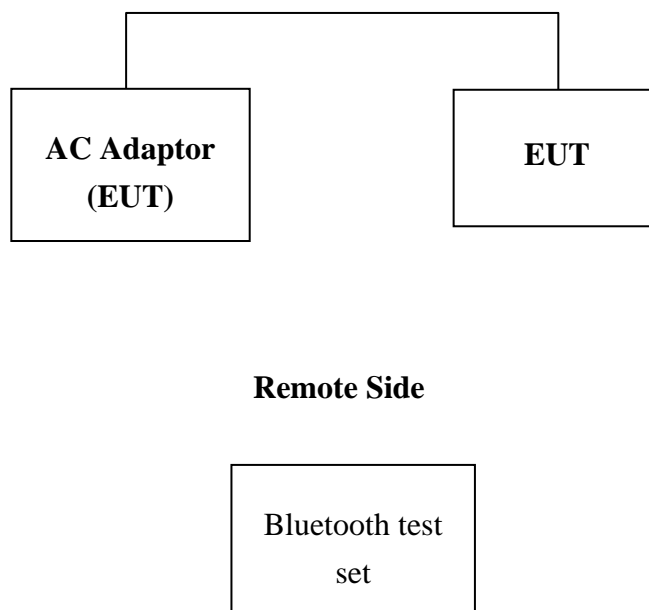 AC Adaptor
(EUT)
EUT
Remote Side
Bluetooth test
set